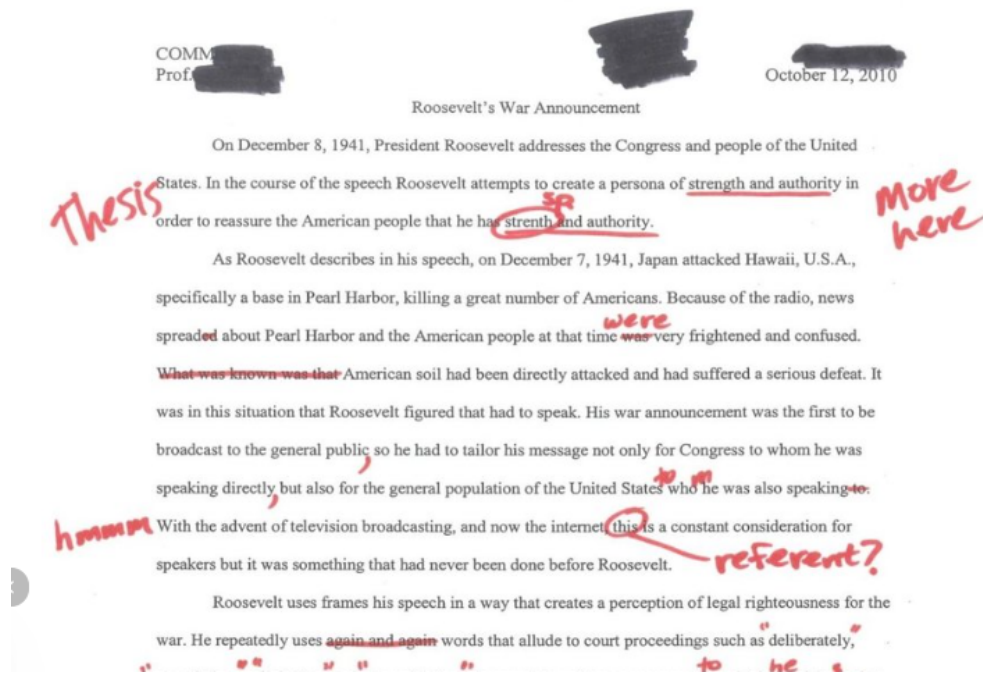 COMM
Prof.
October 12, 2010
Roosevelt's War Announcement
On December 8, 1941, President Roosevelt addresses the Congress and people of the United
Thesis
States. In the course of the speech Roosevelt attempts to create a persona of strength and authority in
More
here
sp
order to reassure the American people that he has strenth and authority.
As Roosevelt describes in his speech, on December 7, 1941, Japan attacked Hawaii, U.S.A.,
specifically a base in Pearl Harbor, killing a great number of Americans. Because of the radio, news
were
spreaded about Pearl Harbor and the American people at that time was very frightened and confused.
What was known was that American soil had been directly attacked and had suffered a serious defeat. It
was in this situation that Roosevelt figured that had to speak. His war announcement was the first to be
broadcast to the general public, so he had to tailor his message not only for Congress to whom he was
to m
speaking directly, but also for the general population of the United States who he was also speaking to.
hmmm
With the advent of television broadcasting, and now the internet, this is a constant consideration for
referent?
speakers but it was something that had never been done before Roosevelt.
Roosevelt uses frames his speech in a way that creates a perception of legal righteousness for the
war. He repeatedly uses again and again words that allude to court proceedings such as "deliberately,"
to he